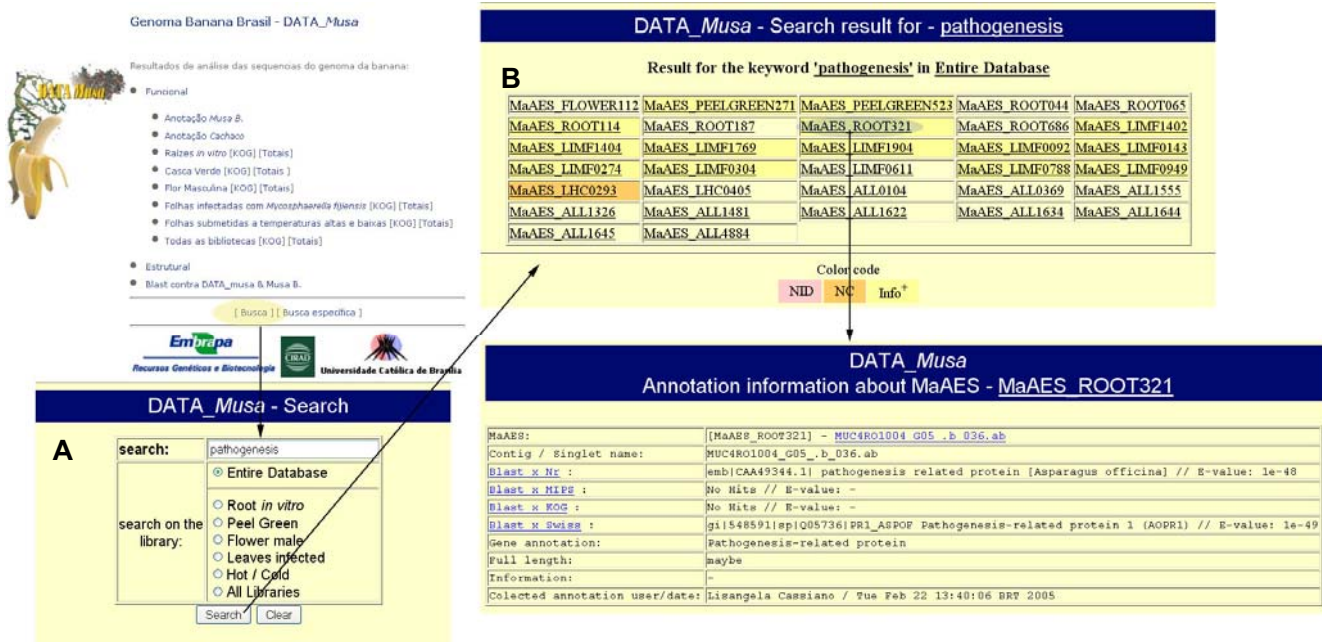 Genoma Banana Brasil - DATA_Musa
DATA Musa
Resultados de análise das sequencias do genoma da banana:
Funcional
Anotação Musa B.
Anotação Cachaco
Raízes in vitro [KOG] [Totais]
Casca Verde [KOG] [Totais ]
Flor Masculina [KOG] [Totais]
Folhas infectadas com Mycosphaerella fijiensis [KOG] [Totais]
Folhas submetidas a temperaturas altas e baixas [KOG] [Totais]
Todas as bibliotecas [KOG] [Totais]
Estrutural
Blast contra DATA_musa & Musa B.
[ Busca ] [ Busca especifica ]
Embrapa
Recursos Genéticos e Biotecnologia
CIRAD
Universidade Católica de Brasília
A
DATA_Musa - Search
search: pathogenesis
Entire Database
search on the library:
Root in vitro
Peel Green
Flower male
Leaves infected
Hot / Cold
All Libraries
Search Clear
B
DATA_Musa - Search result for - pathogenesis
Result for the keyword 'pathogenesis' in Entire Database
MaAES_FLOWER112 MaAES_PEELGREEN271 MaAES_PEELGREEN523 MaAES_ROOT044 MaAES_ROOT065
MaAES_ROOT114 MaAES_ROOT187 MaAES_ROOT321 MaAES_ROOT686 MaAES_LIMF1402
MaAES_LIMF1404 MaAES_LIMF1769 MaAES_LIMF1904 MaAES_LIMF0092 MaAES_LIMF0143
MaAES_LIMF0274 MaAES_LIMF0304 MaAES_LIMF0611 MaAES_LIMF0788 MaAES_LIMF0949
MaAES_LHC0293 MaAES_LHC0405 MaAES_ALL0104 MaAES_ALL0369 MaAES_ALL1555
MaAES_ALL1326 MaAES_ALL1481 MaAES_ALL1622 MaAES_ALL1634 MaAES_ALL1644
MaAES_ALL1645 MaAES_ALL4884
Color code
NID NC Info+
DATA_Musa
Annotation information about MaAES - MaAES_ROOT321
MaAES: [MaAES_ROOT321] - MUC4RO1004_G05_.b_036.ab
Contig / Singlet name: MUC4RO1004_G05_.b_036.ab
Blast x Nr : emb|CAA49344.1| pathogenesis related protein [Asparagus officina] // E-value: 1e-48
Blast x MIPS : No Hits // E-value: -
Blast x KOG : No Hits // E-value: -
Blast x Swiss : gi|548591|sp|Q05736|PR1_ASPOF Pathogenesis-related protein 1 (AOPR1) // E-value: 1e-49
Gene annotation: Pathogenesis-related protein
Full length: maybe
Information: -
Colected annotation user/date: Lisangela Cassiano / Tue Feb 22 13:40:06 BRT 2005